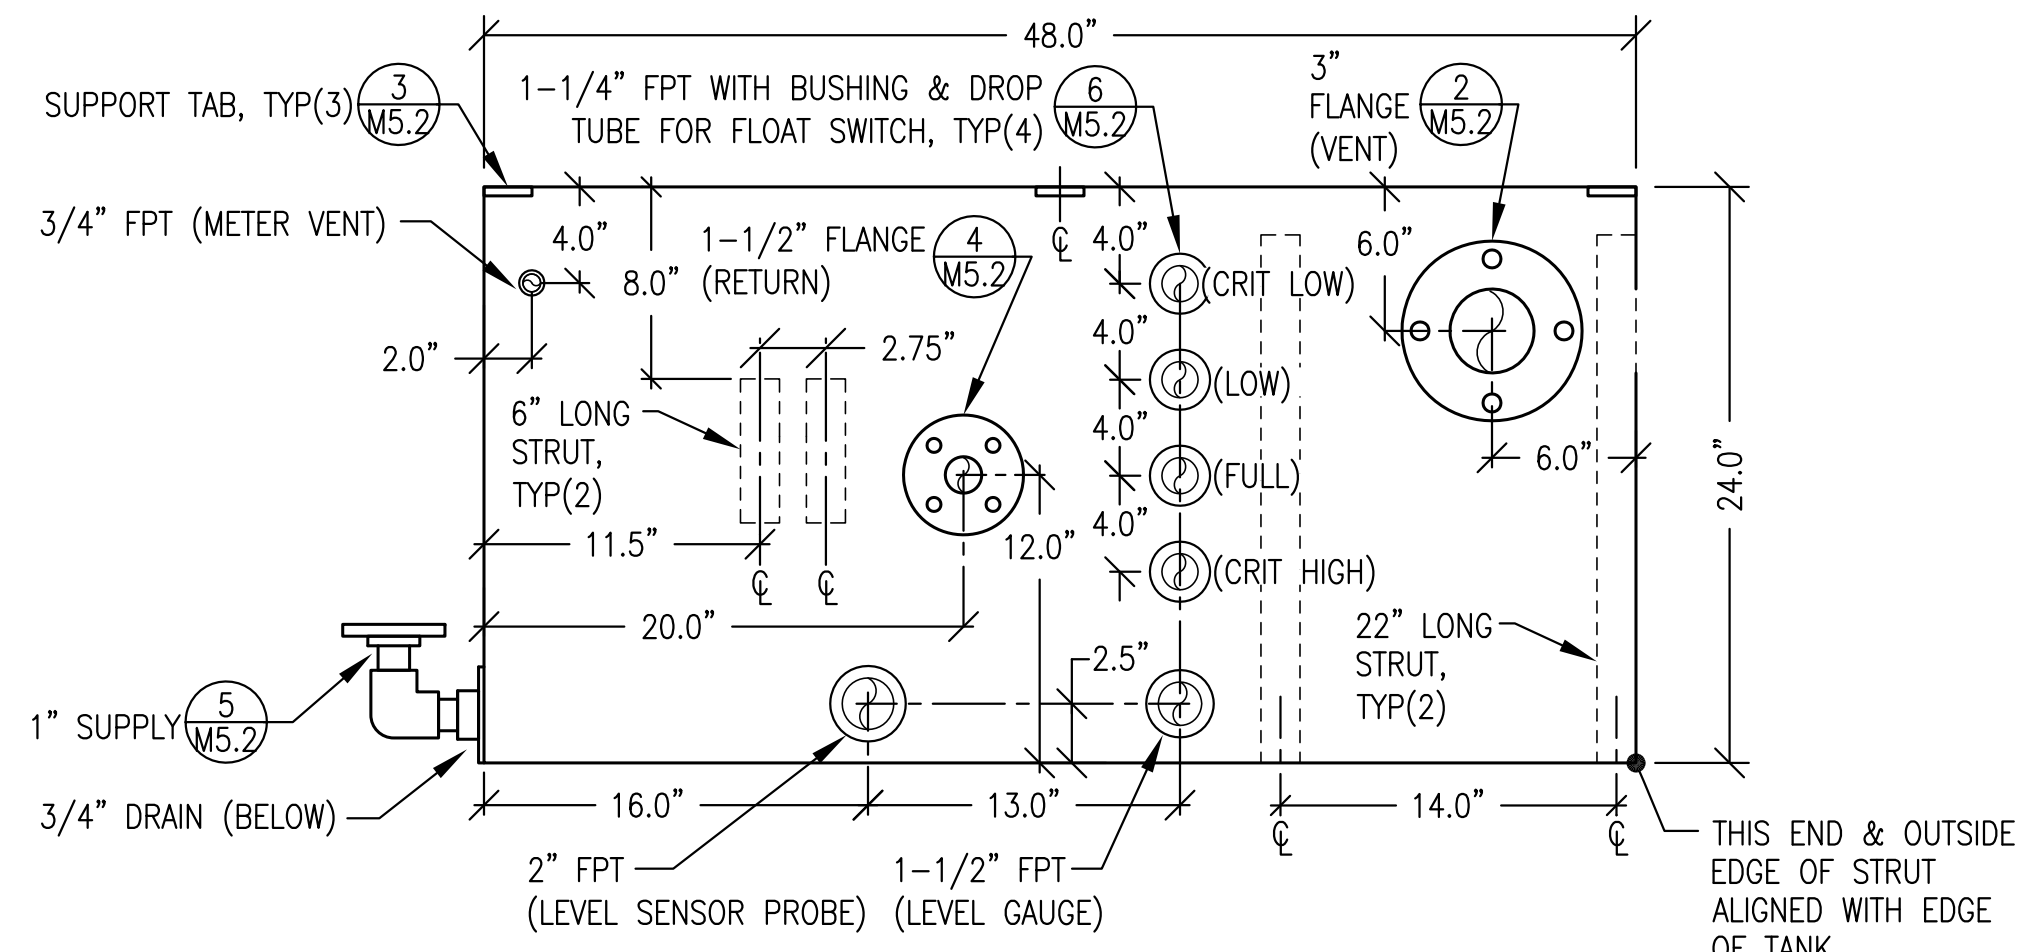 48.0”
SUPPORT TAB, TYP(3)
3
M5.2
1-1/4” FPT WITH BUSHING & DROP
TUBE FOR FLOAT SWITCH, TYP(4)
6
M5.2
3”
FLANGE
(VENT)
2
M5.2
3/4” FPT (METER VENT)
4.0”
8.0”
1-1/2” FLANGE
(RETURN)
4
M5.2
℄
4.0”
(CRIT LOW)
6.0”
2.0”
2.75”
4.0”
(LOW)
6” LONG
STRUT,
TYP(2)
4.0”
(FULL)
6.0”
24.0”
11.5”
℄
℄
12.0”
4.0”
(CRIT HIGH)
20.0”
22” LONG
STRUT,
TYP(2)
2.5”
1” SUPPLY
5
M5.2
3/4” DRAIN (BELOW)
16.0”
13.0”
14.0”
℄
℄
2” FPT
(LEVEL SENSOR PROBE)
1-1/2” FPT
(LEVEL GAUGE)
THIS END & OUTSIDE
EDGE OF STRUT
ALIGNED WITH EDGE
OF TANK